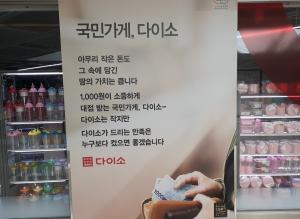 국민가게, 다이소
아무리 작은 돈도
그 속에 담긴
땀의 가치는 큽니다
1,000원이 소중하게
대접 받는 국민가게, 다이소~
다이소는 작지만
다이소가 드리는 만족은
누구보다 컸으면 좋겠습니다
다이소